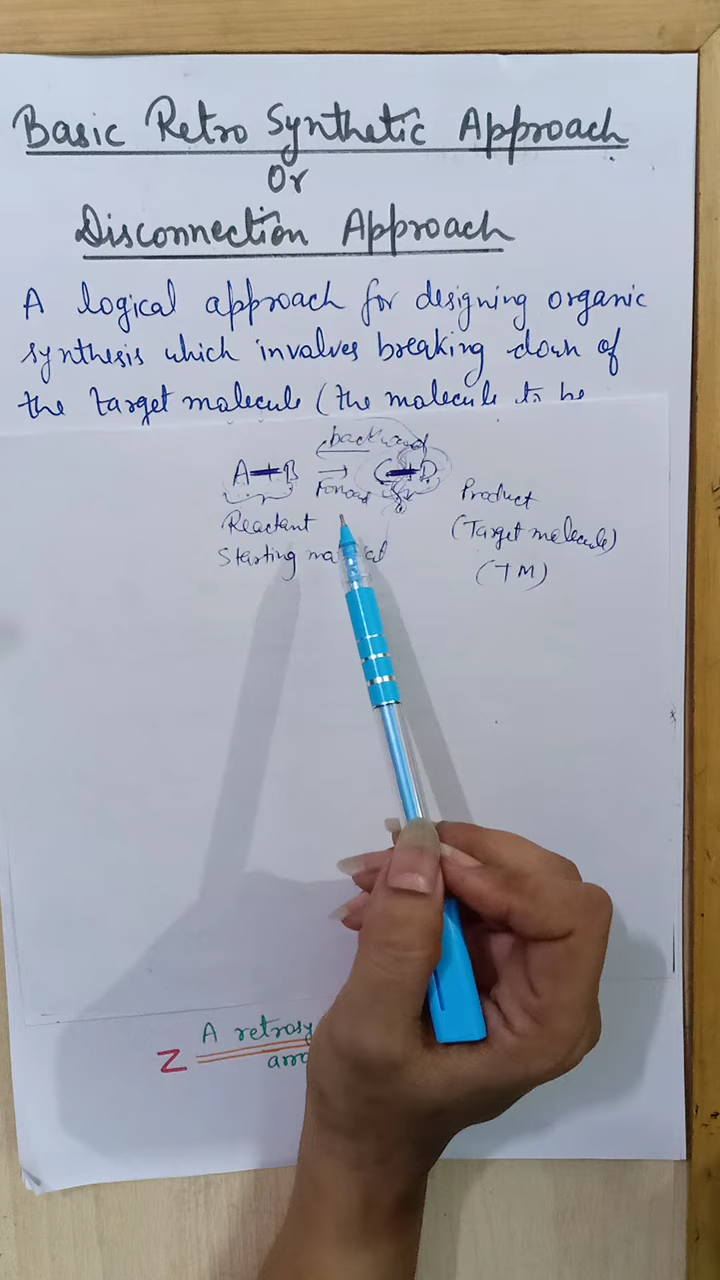 Basic Retro Synthetic Approach
Or
Disconnection Approach
A logical approach for designing organic
synthesis which involves breaking down of
the target molecule (the molecule to be
backward
A + B → C + D
Forward
Product
Reactant
(Target molecule)
Starting
(TM)
A
Z